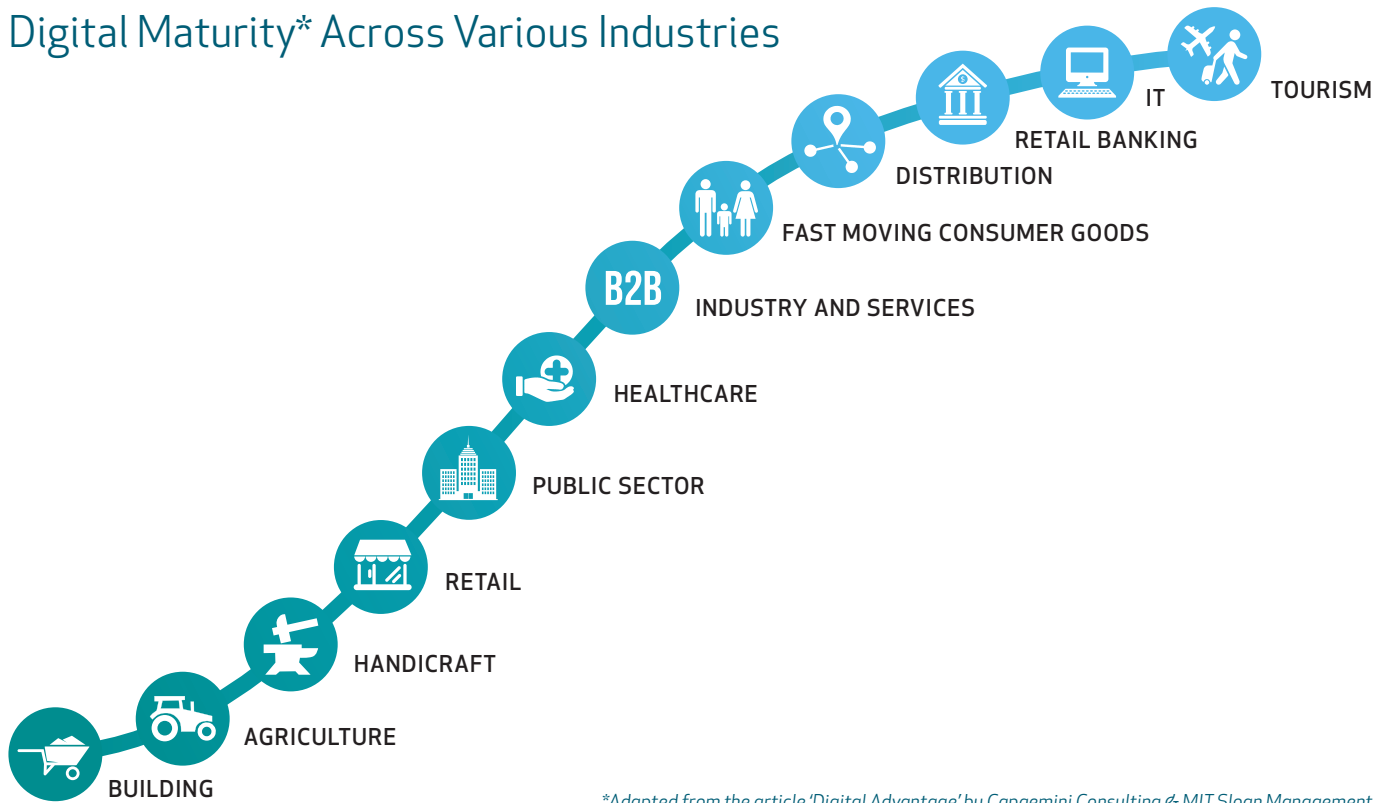 Digital Maturity* Across Various Industries
TOURISM
IT
RETAIL BANKING
DISTRIBUTION
FAST MOVING CONSUMER GOODS
B2B
INDUSTRY AND SERVICES
HEALTHCARE
PUBLIC SECTOR
RETAIL
HANDICRAFT
AGRICULTURE
BUILDING
$
*Adapted from the article 'Digital Advantage' by Capgemini Consulting & MIT Sloan Management